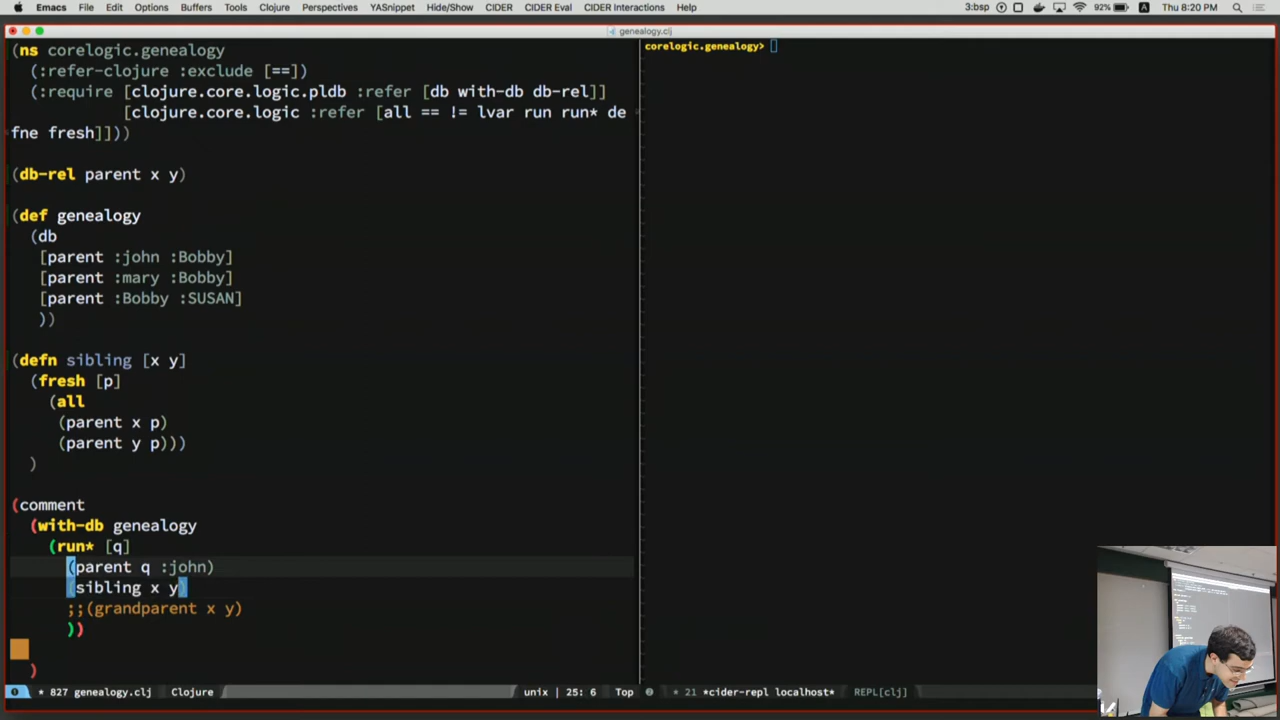 Emacs File Edit Options Buffers Tools Clojure Perspectives YASnippet Hide/Show CIDER CIDER Eval CIDER Interactions Help 3:bsp 92% A Thu 8:20 PM
genealogy.clj
(ns corelogic.genealogy
(:refer-clojure :exclude [==])
(:require [clojure.core.logic.pldb :refer [db with-db db-rel]]
[clojure.core.logic :refer [all == != lvar run run* de
fne fresh]]))
(db-rel parent x y)
(def genealogy
(db
[parent :john :Bobby]
[parent :mary :Bobby]
[parent :Bobby :SUSAN]
))
(defn sibling [x y]
(fresh [p]
(all
(parent x p)
(parent y p)))
)
(comment
(with-db genealogy
(run* [q]
(parent q :john)
(sibling x y)
;;(grandparent x y)
))
)
* 827 genealogy.clj Clojure unix | 25: 6 Top
corelogic.genealogy>
* 21 *cider-repl localhost* REPL[clj]